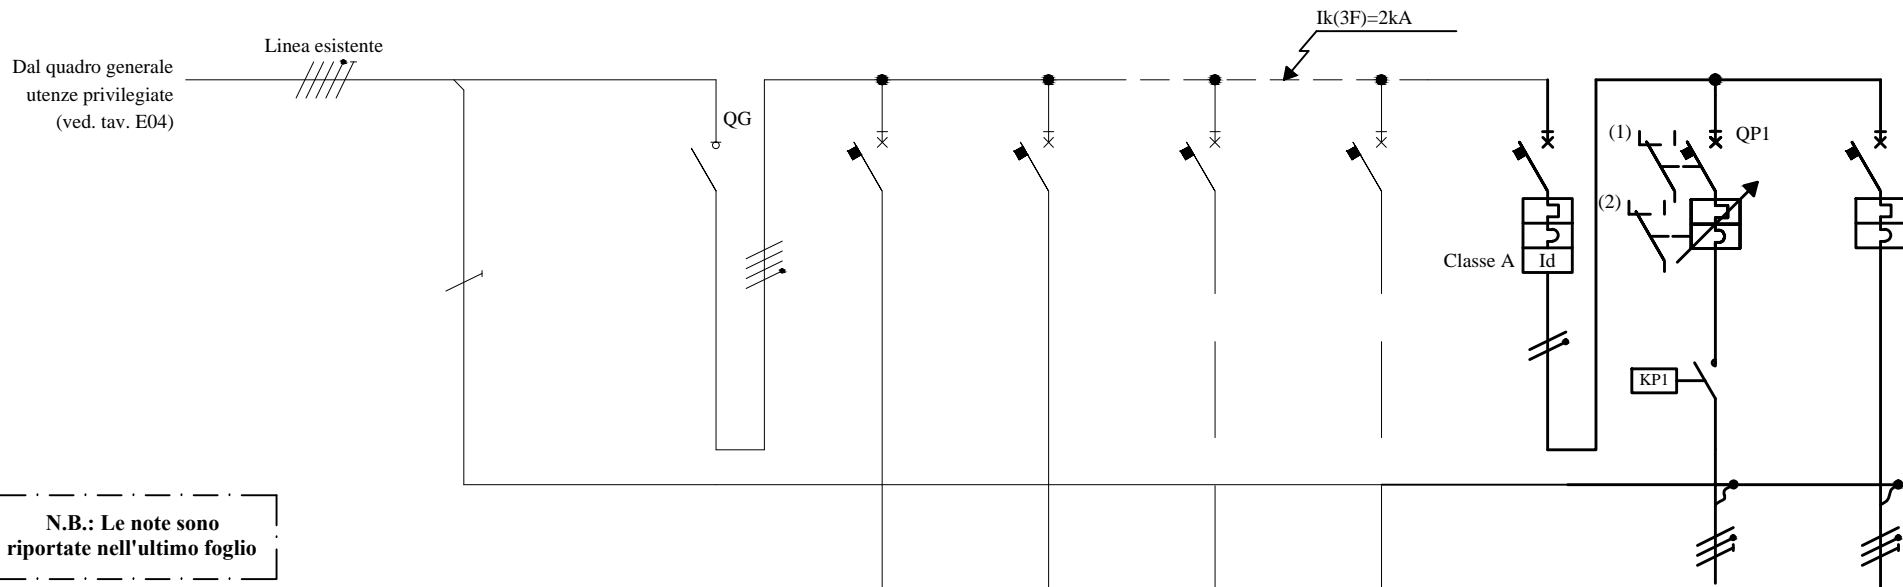 Ik(3F)=2kA
Linea esistente
Dal quadro generale
utenze privilegiate
(ved. tav. E04)
QG
(1)
QP1
(2)
Classe A
Id
KP1
N.B.: Le note sono
riportate nell'ultimo foglio